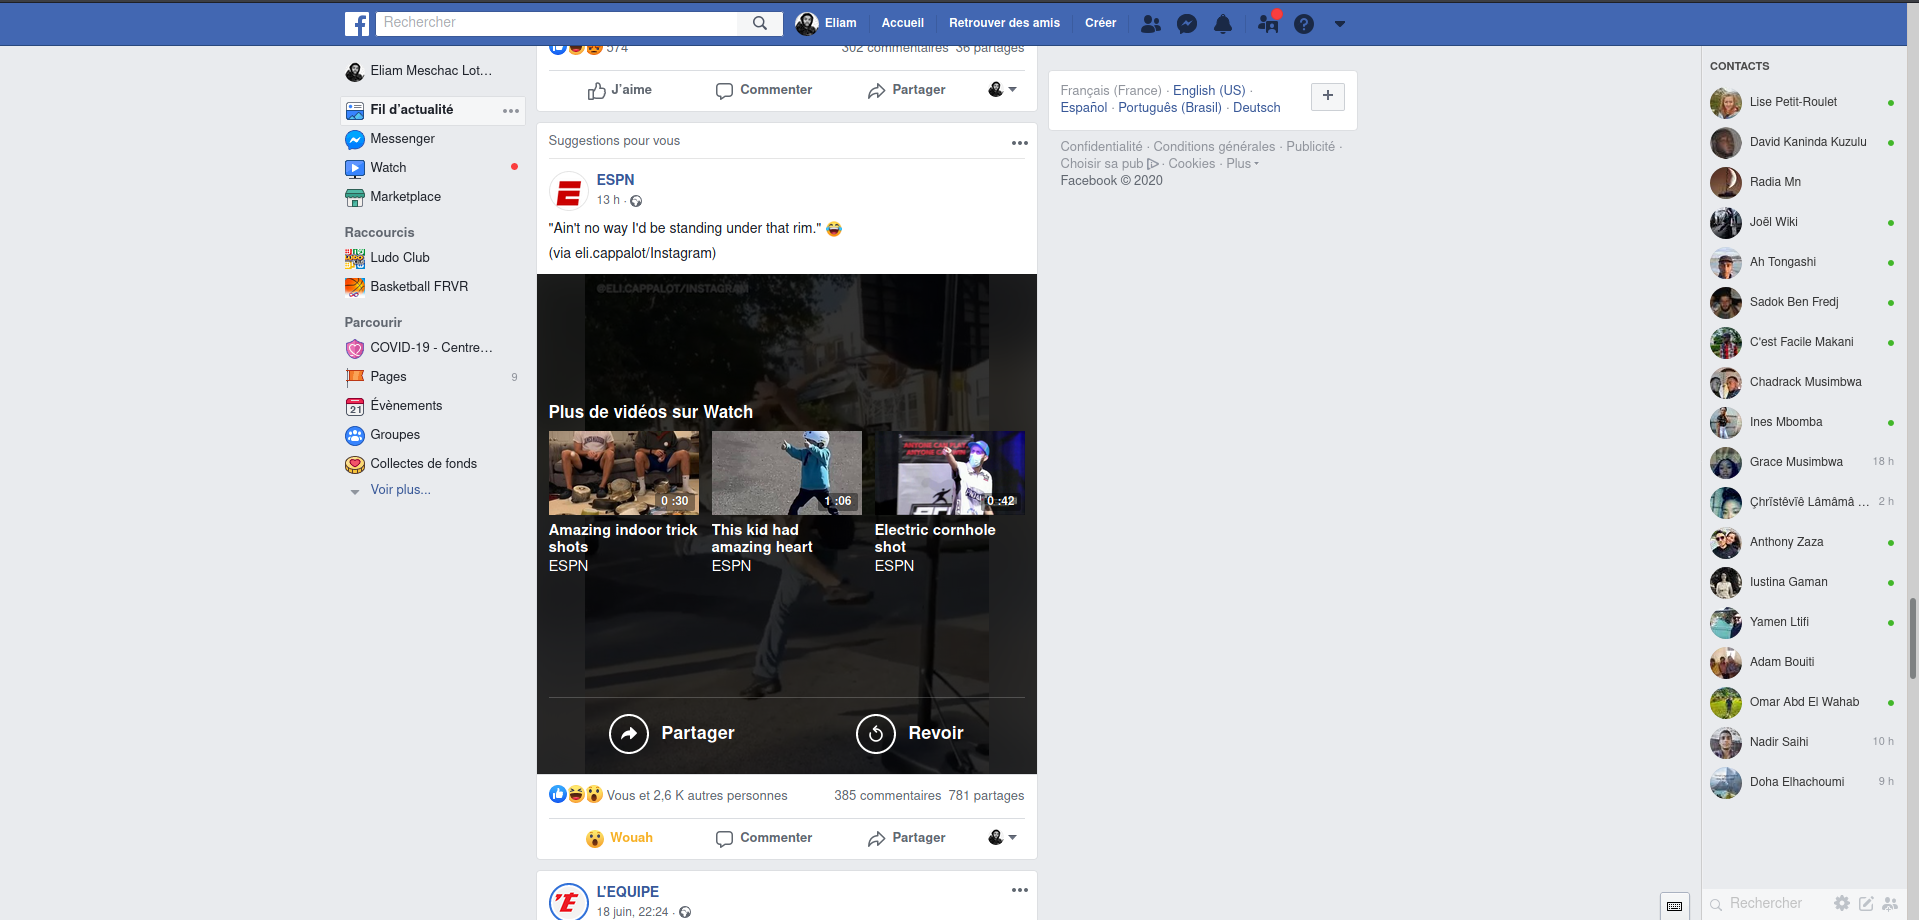 Rechercher
Eliam
Accueil
Retrouver des amis
Créer
Eliam Meschac Lot...
Fil d'actualité
Messenger
Watch
Marketplace
Raccourcis
Ludo Club
Basketball FRVR
Parcourir
COVID-19 - Centre...
Pages 9
Évènements
Groupes
Collectes de fonds
Voir plus...
574 302 commentaires 36 partages
J'aime Commenter Partager
Suggestions pour vous
ESPN
13 h ·
"Ain't no way I'd be standing under that rim." 😂
(via eli.cappalot/Instagram)
@ELI.CAPPALOT/INSTAGRAM
Plus de vidéos sur Watch
0:30 1:06 0:42
ANYONE CAN PLAY
ANYONE CAN WIN
Amazing indoor trick shots
ESPN
This kid had amazing heart
ESPN
Electric cornhole shot
ESPN
Partager Revoir
Vous et 2,6 K autres personnes 385 commentaires 781 partages
Wouah Commenter Partager
L'EQUIPE
18 juin, 22:24 ·
Français (France) · English (US) ·
Español · Português (Brasil) · Deutsch
Confidentialité · Conditions générales · Publicité ·
Choisir sa pub · Cookies · Plus
Facebook © 2020
CONTACTS
Lise Petit-Roulet
David Kaninda Kuzulu
Radia Mn
Joël Wiki
Ah Tongashi
Sadok Ben Fredj
C'est Facile Makani
Chadrack Musimbwa
Ines Mbomba
Grace Musimbwa 18 h
Çhrïstêvïê Lâmâmâ ... 2 h
Anthony Zaza
Iustina Gaman
Yamen Ltifi
Adam Bouiti
Omar Abd El Wahab
Nadir Saihi 10 h
Doha Elhachoumi 9 h
Rechercher